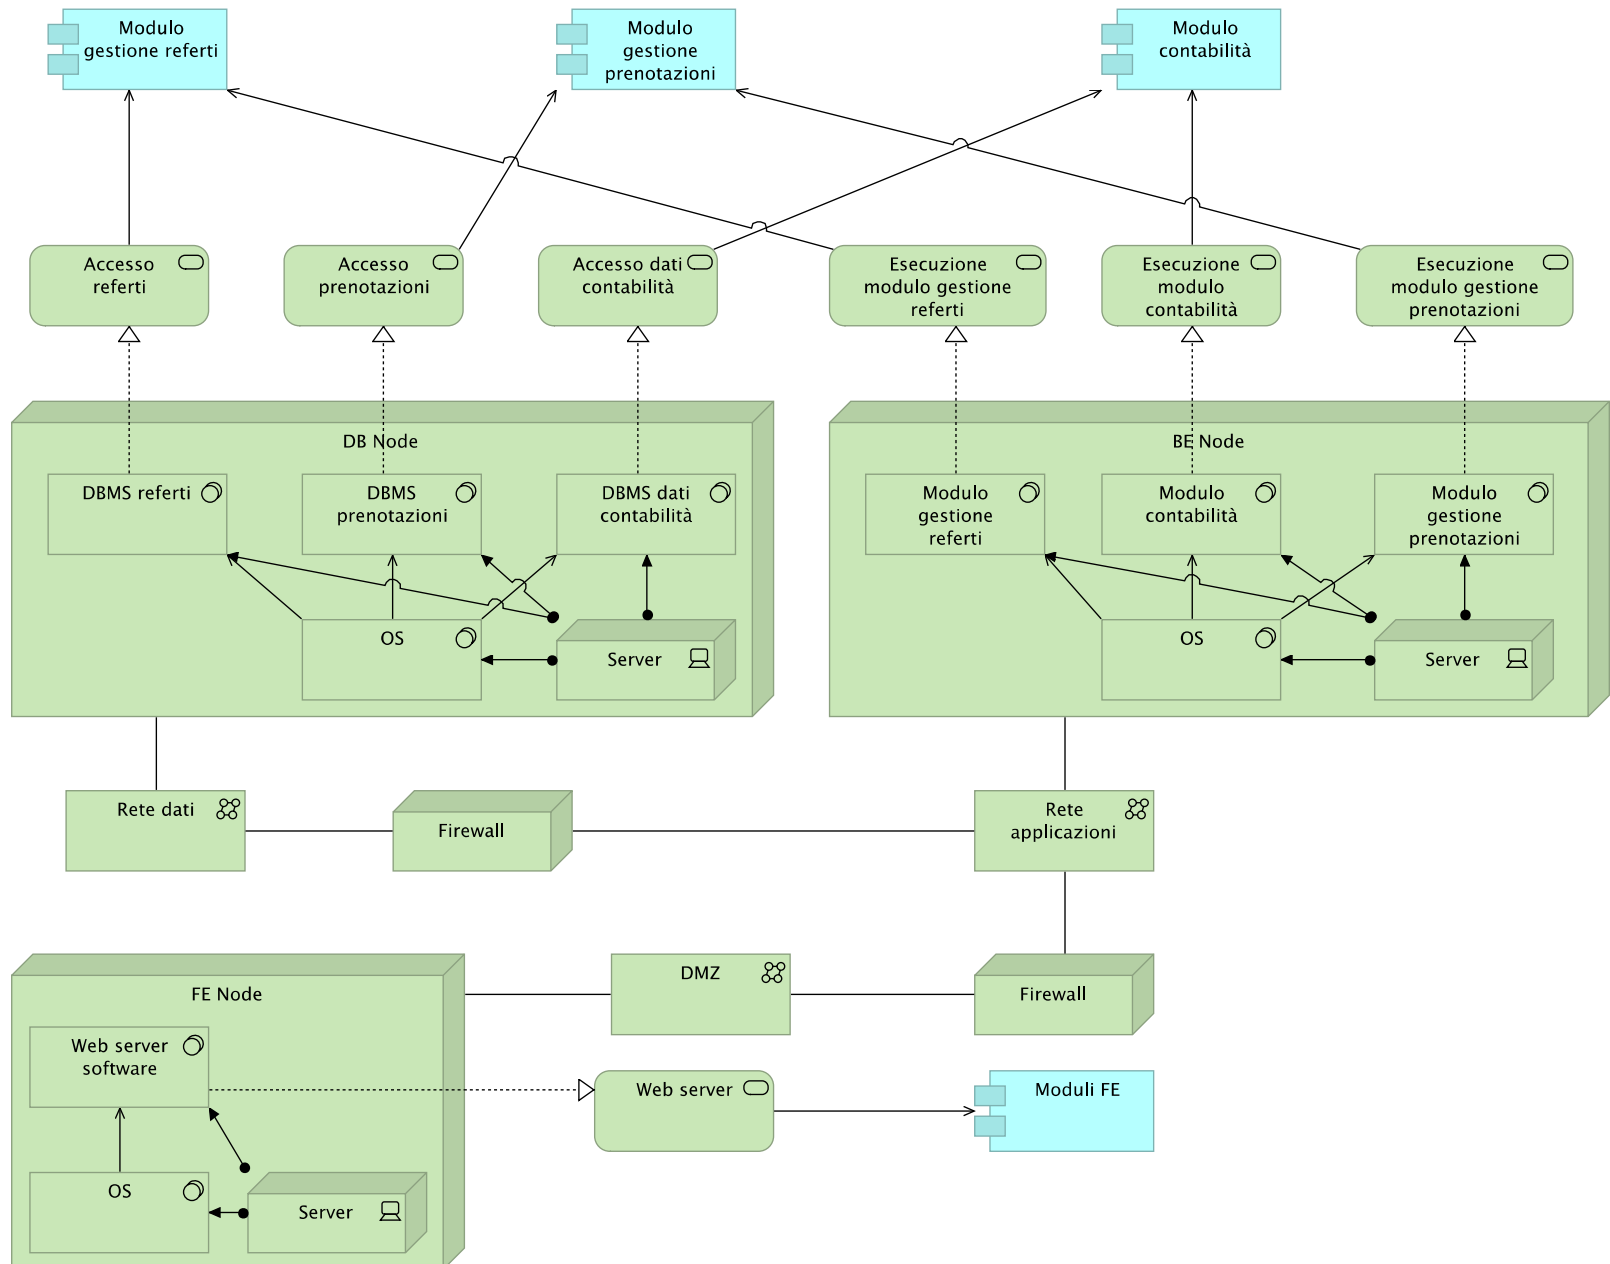 Modulo
gestione referti
Modulo
gestione
prenotazioni
Modulo
contabilità
Accesso
referti
Accesso
prenotazioni
Accesso dati
contabilità
Esecuzione
modulo gestione
referti
Esecuzione
modulo
contabilità
Esecuzione
modulo gestione
prenotazioni
DB Node
DBMS referti
DBMS
prenotazioni
DBMS dati
contabilità
OS
Server
BE Node
Modulo
gestione
referti
Modulo
contabilità
Modulo
gestione
prenotazioni
OS
Server
Rete dati
Firewall
Rete
applicazioni
FE Node
DMZ
Firewall
Web server
software
Web server
Moduli FE
OS
Server